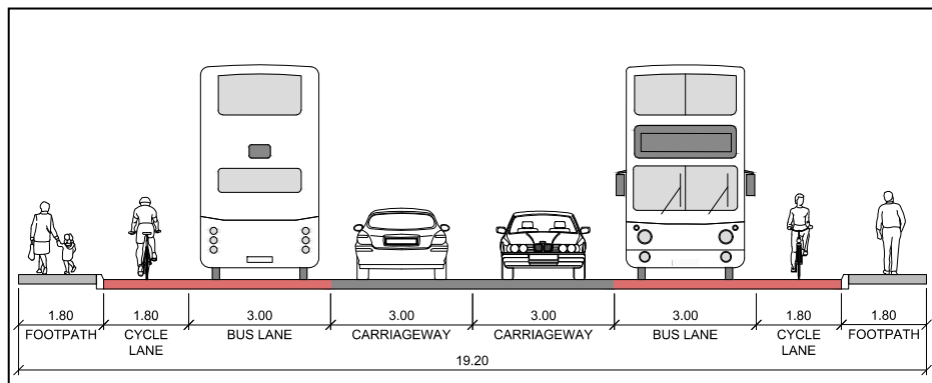 1.80 1.80 3.00 3.00 3.00 3.00 1.80 1.80
FOOTPATH CYCLE LANE BUS LANE CARRIAGEWAY CARRIAGEWAY BUS LANE CYCLE LANE FOOTPATH
19.20